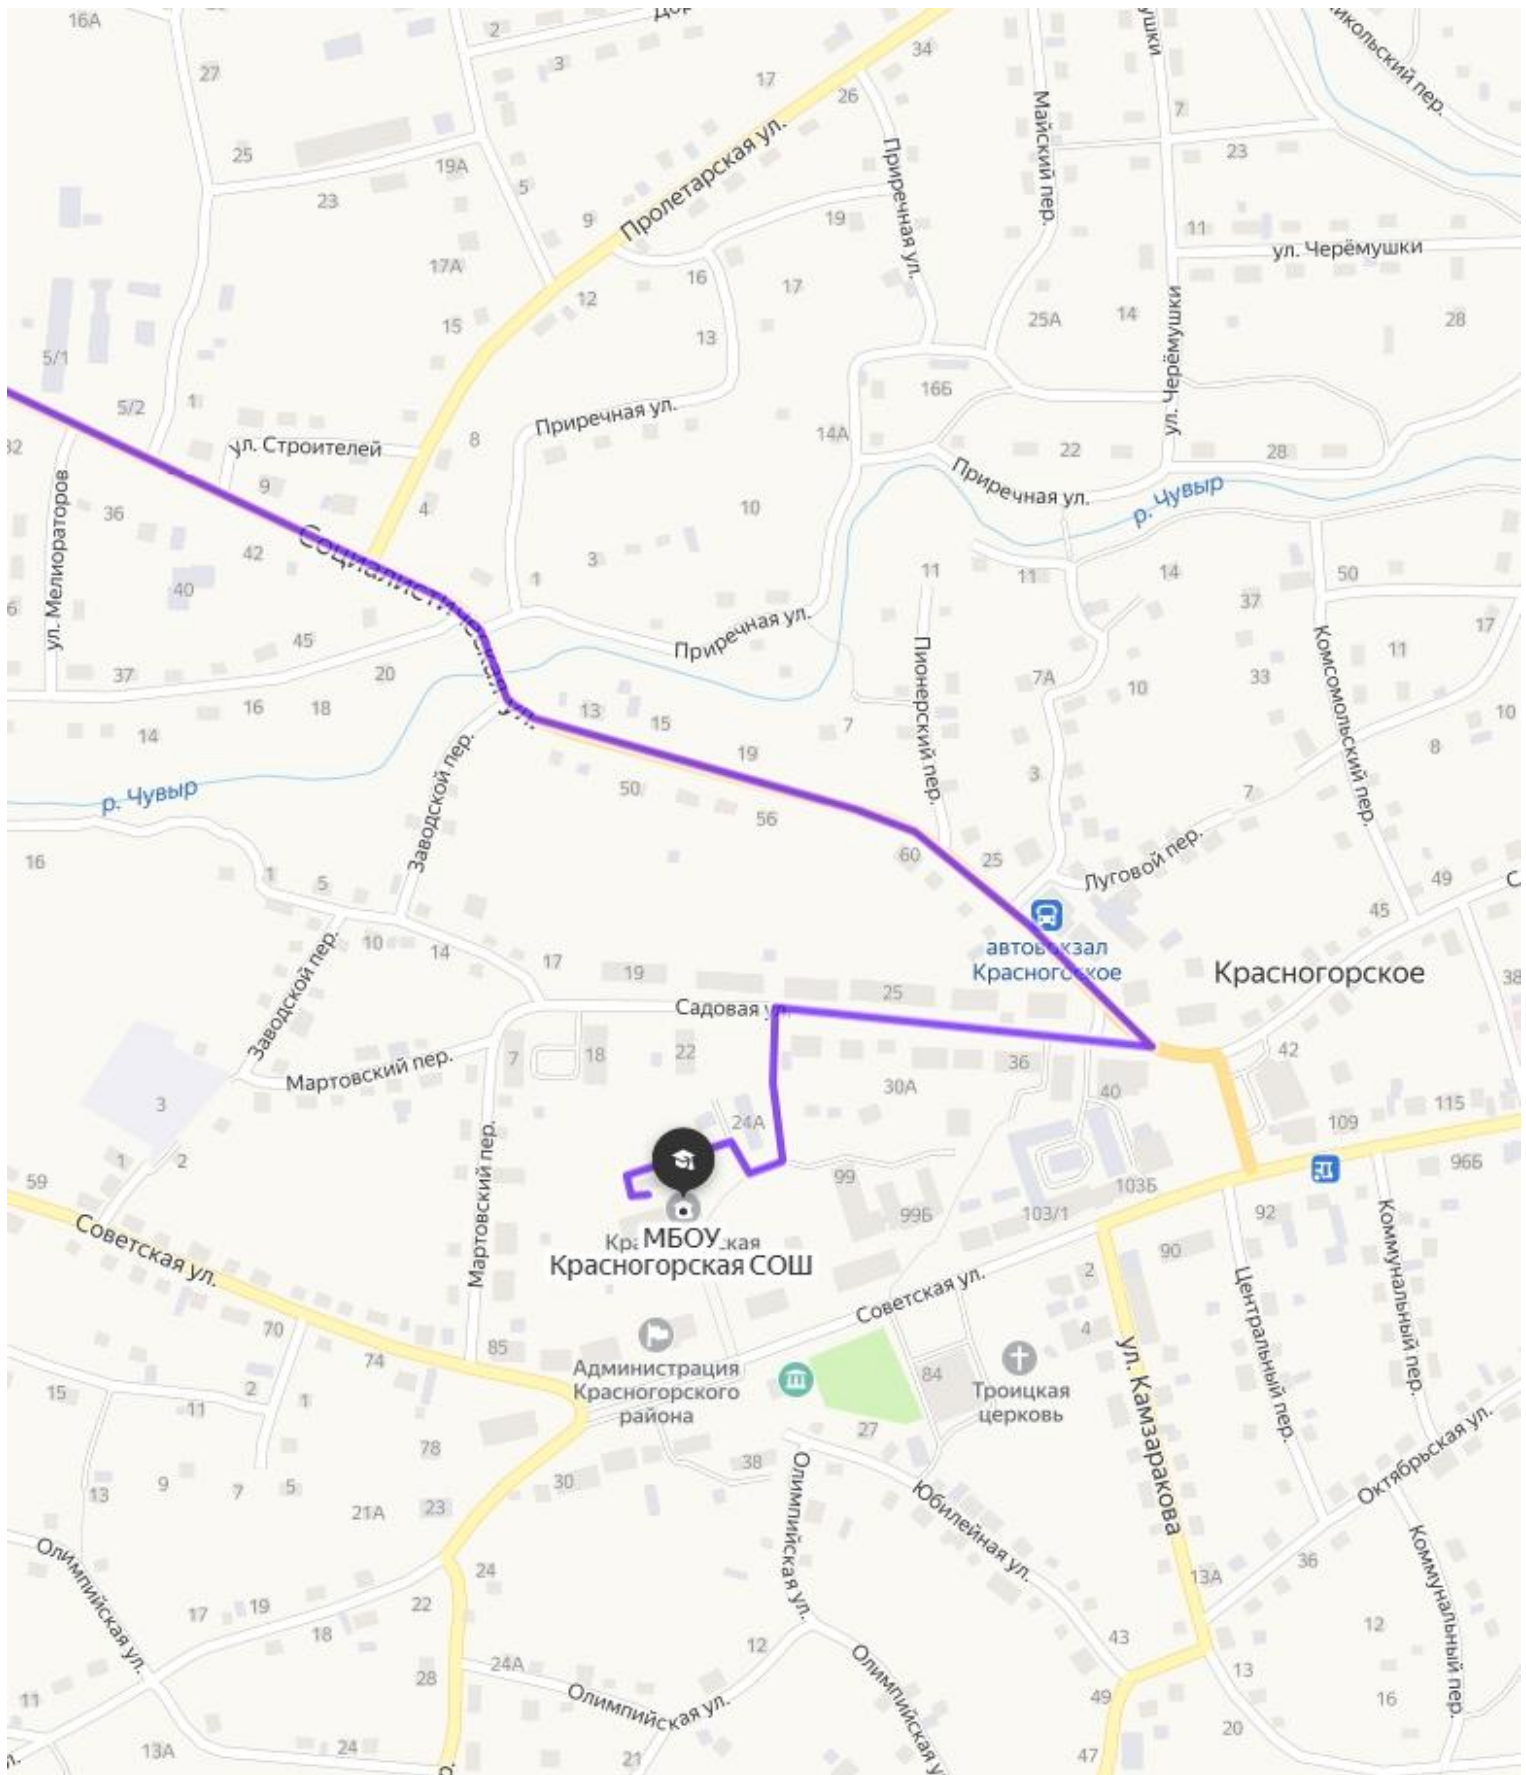 16А
2
34
27
3
17
26
7
Майский пер.
25
19А
23
23
5
Пролетарская ул.
Приречная ул.
9
19
11
ул. Черёмушки
17А
16
17
12
15
13
25А
14
28
ул. Черёмушки
5/1
5/2
1
16Б
Приречная ул.
8
14А
ул. Строителей
22
28
9
Приречная ул.
р. Чувыр
ул. Мелиораторов
36
4
10
42
Социалистическая ул.
3
11
11
14
50
40
1
37
45
Приречная ул.
Пионерский пер.
Комсомольский пер.
17
11
37
20
7А
10
33
16
18
13
15
7
10
14
19
8
Заводской пер.
3
р. Чувыр
50
56
7
16
60
25
Луговой пер.
1
5
49
45
автовокзал
Красногорское
10
14
17
19
25
Красногорское
38
Заводской пер.
Садовая ул.
Мартовский пер.
7
18
22
36
42
30А
40
3
24А
115
109
1
2
99
103Б
96Б
59
99Б
103/1
92
Советская ул.
Мартовский пер.
МБОУ
Красногорская СОШ
90
Центральный пер.
Коммунальный пер.
2
Советская ул.
70
4
74
85
Администрация
Красногорского
района
84
Троицкая
церковь
ул. Камзаракова
15
2
11
1
27
Октябрьская ул.
78
38
9
7
5
13
30
Олимпийская ул.
Юбилейная ул.
21А
23
Олимпийская ул.
24
36
Коммунальный пер.
13А
17
19
22
18
12
43
12
24А
28
13
11
Олимпийская ул.
Олимпийская у
49
16
20
13А
24
21
47